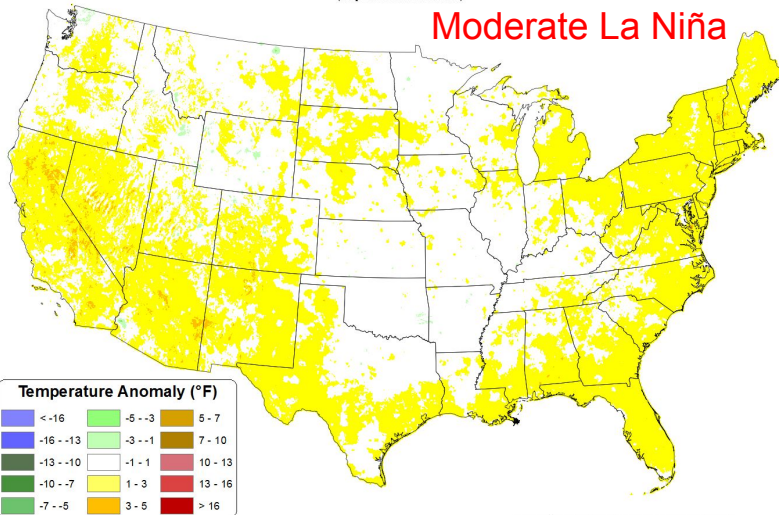 Moderate La Niña
Temperature Anomaly (°F)
< -16
-5 - -3
5 - 7
-16 - -13
-3 - -1
7 - 10
-13 - -10
-1 - 1
10 - 13
-10 - -7
1 - 3
13 - 16
-7 - -5
3 - 5
> 16